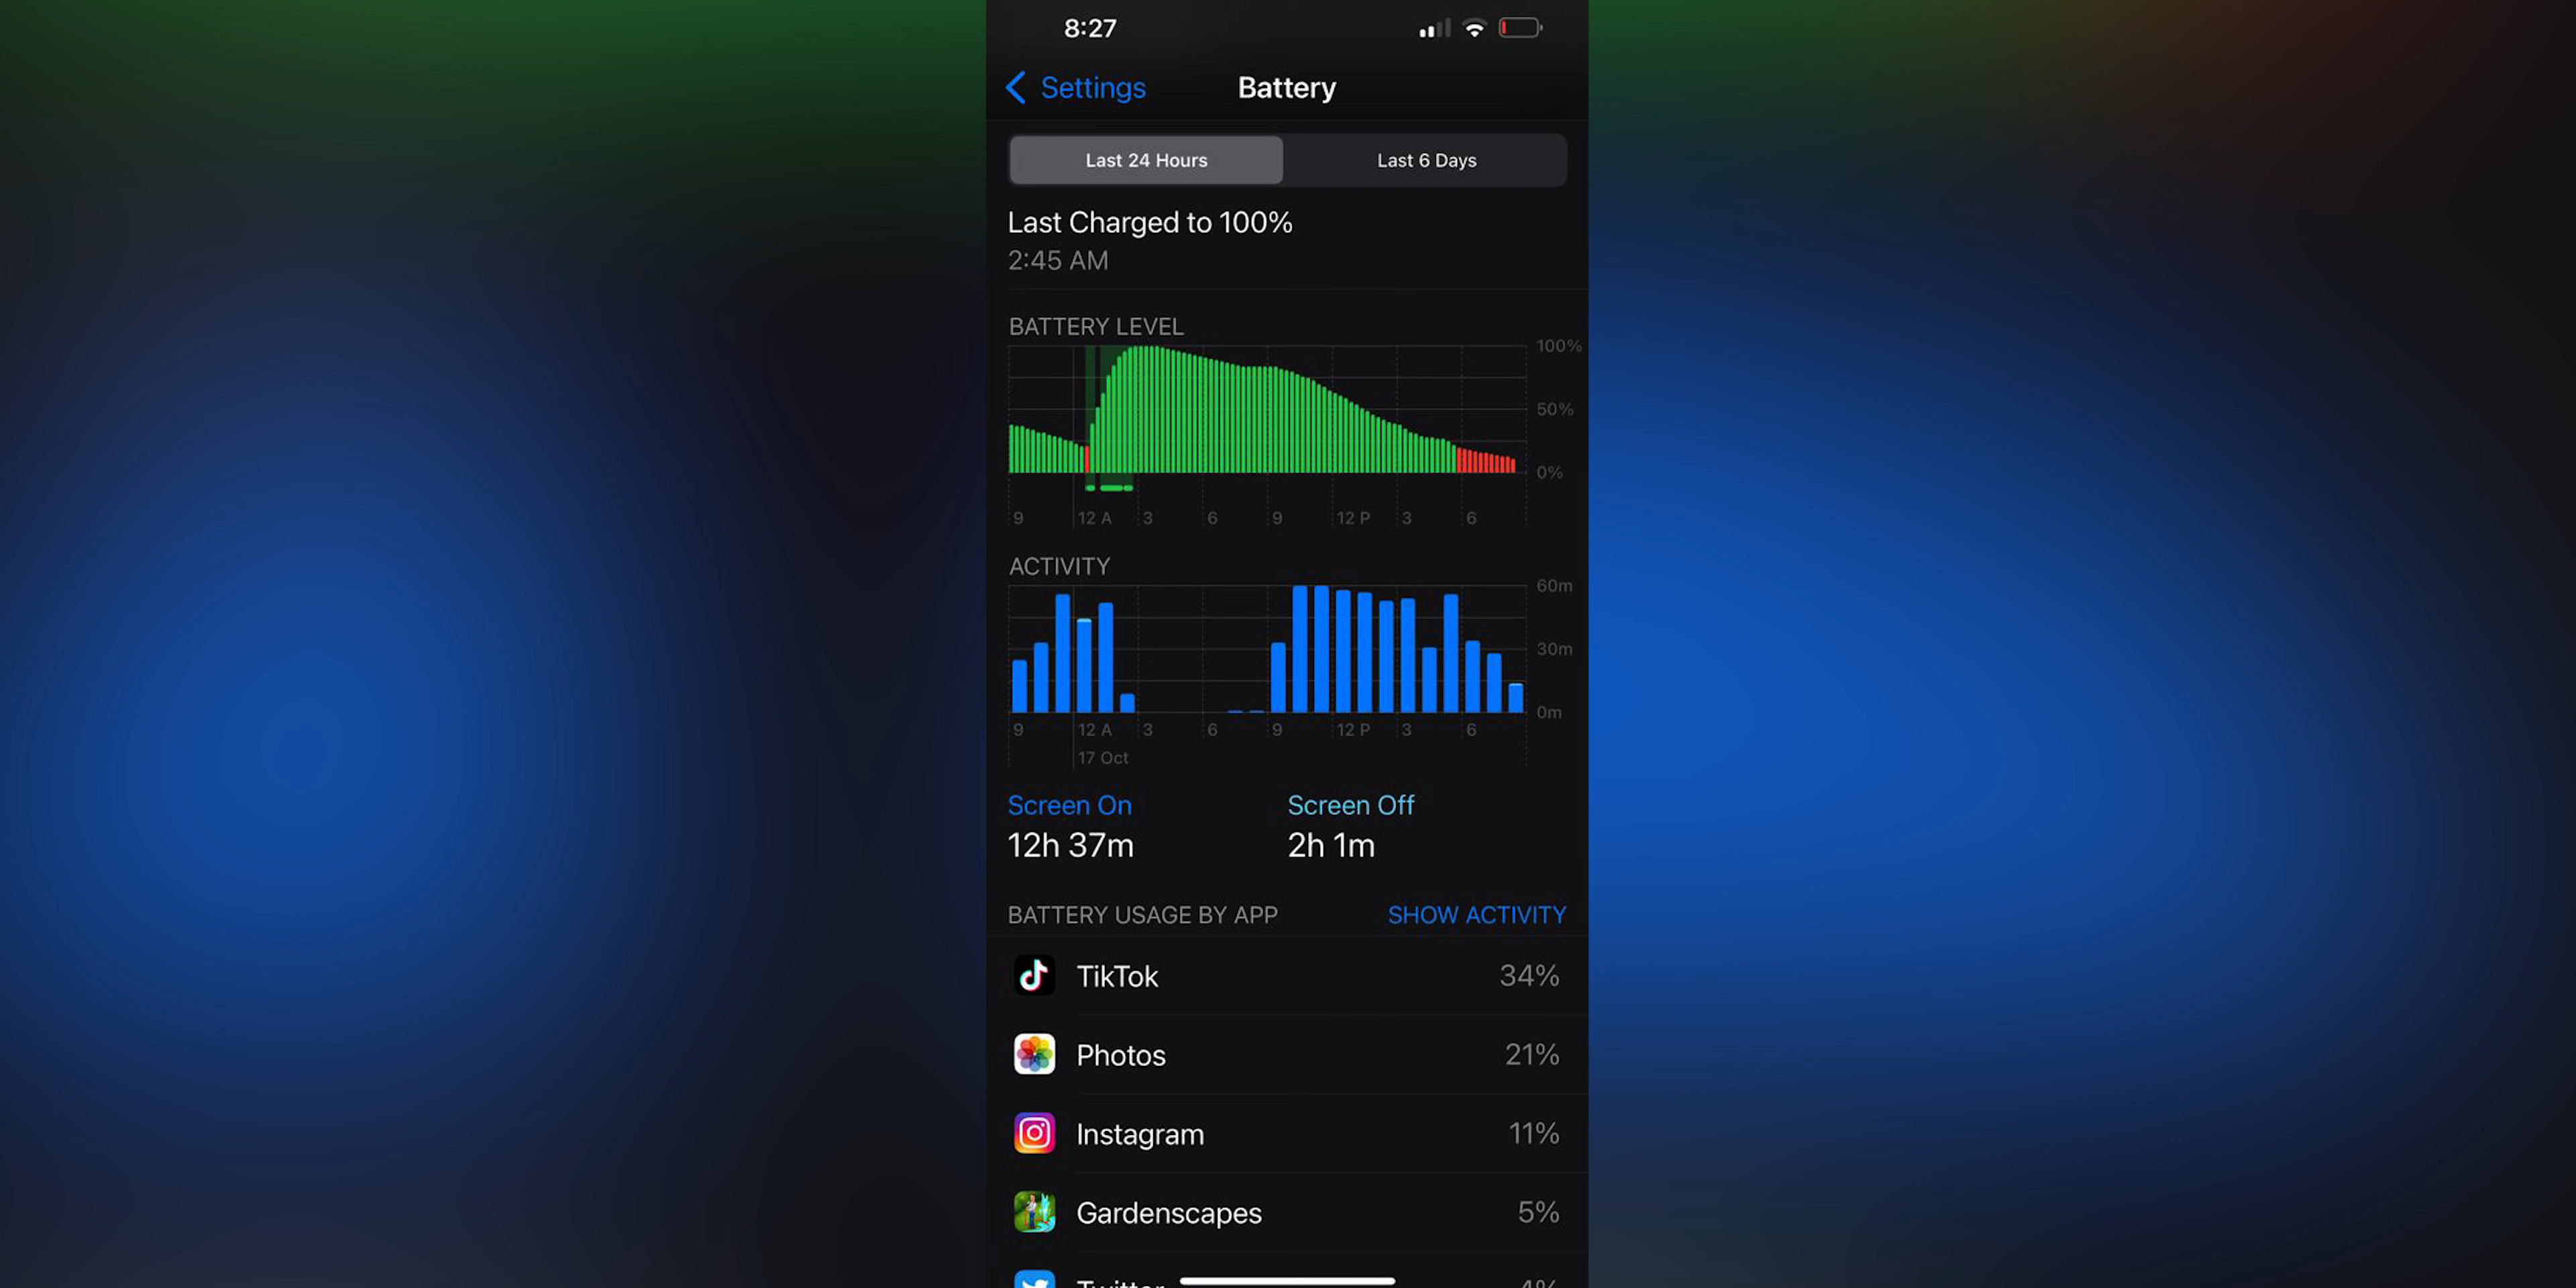 8:27
Settings
Battery
Last 24 Hours
Last 6 Days
Last Charged to 100%
2:45 AM
BATTERY LEVEL
100%
50%
0%
9 12 A 3 6 9 12 P 3 6
ACTIVITY
60m
30m
0m
9 12 A 3 6 9 12 P 3 6
17 Oct
Screen On Screen Off
12h 37m 2h 1m
BATTERY USAGE BY APP SHOW ACTIVITY
TikTok 34%
Photos 21%
Instagram 11%
Gardenscapes 5%
Twitter 4%